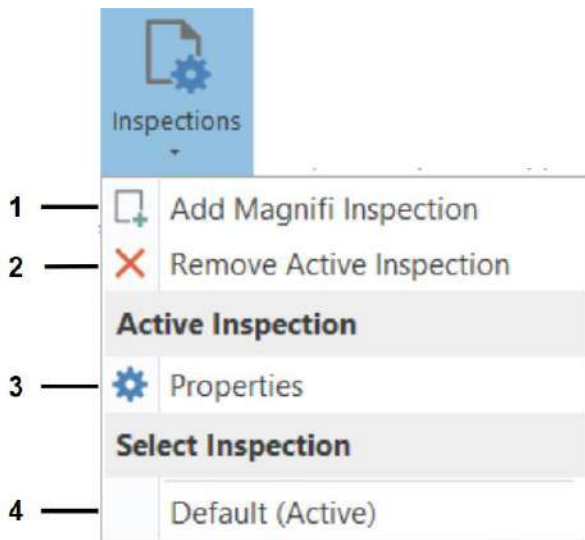 Inspections
1 Add Magnifi Inspection
2 Remove Active Inspection
Active Inspection
3 Properties
Select Inspection
4 Default (Active)